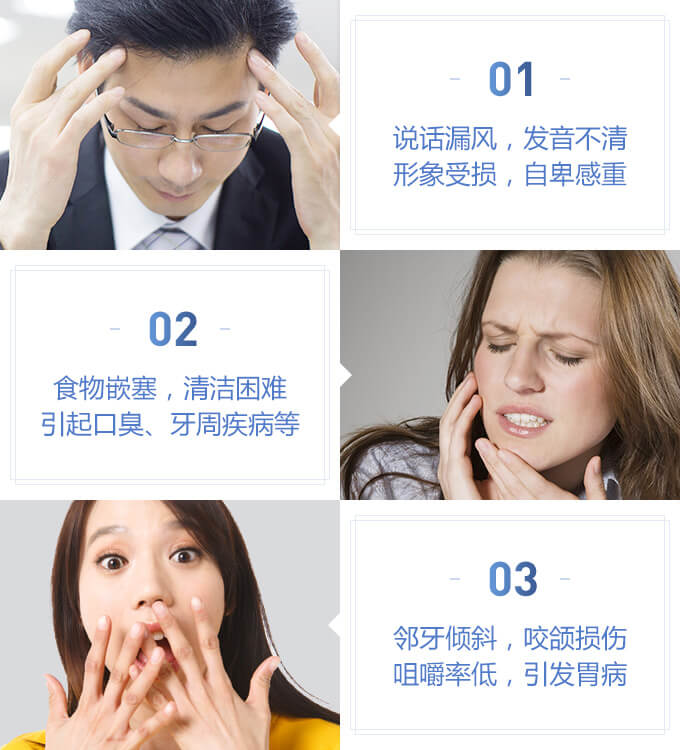 01
说话漏风，发音不清
形象受损，自卑感重
02
食物嵌塞，清洁困难
引起口臭、牙周疾病等
03
邻牙倾斜，咬颌损伤
咀嚼率低，引发胃病